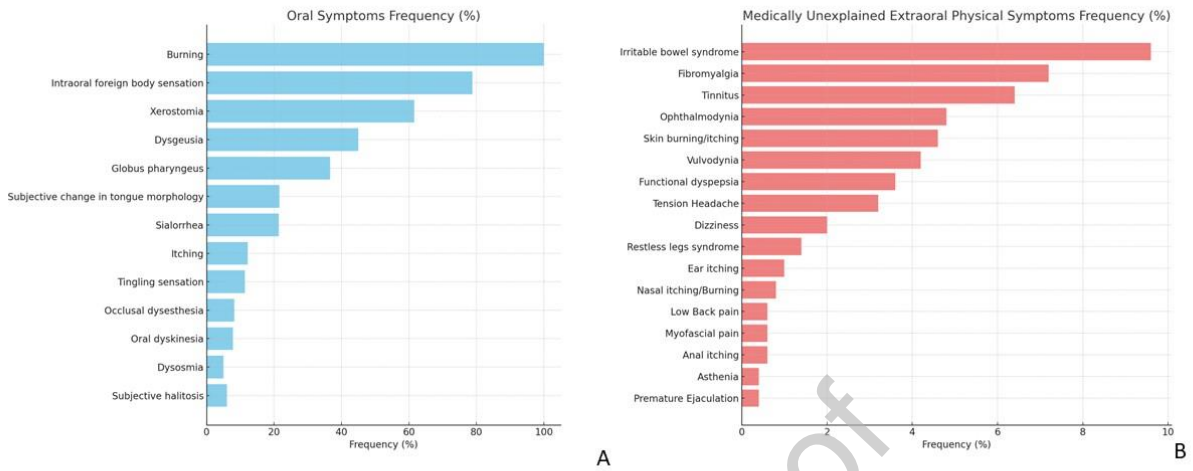 Oral Symptoms Frequency (%)
Burning
Intraoral foreign body sensation
Xerostomia
Dysgeusia
Globus pharyngeus
Subjective change in tongue morphology
Sialorrhea
Itching
Tingling sensation
Occlusal dysesthesia
Oral dyskinesia
Dysosmia
Subjective halitosis
0 20 40 60 80 100
Frequency (%)
A
Medically Unexplained Extraoral Physical Symptoms Frequency (%)
Irritable bowel syndrome
Fibromyalgia
Tinnitus
Ophthalmodynia
Skin burning/itching
Vulvodynia
Functional dyspepsia
Tension Headache
Dizziness
Restless legs syndrome
Ear itching
Nasal itching/Burning
Low Back pain
Myofascial pain
Anal itching
Asthenia
Premature Ejaculation
0 2 4 6 8 10
Frequency (%)
B
of